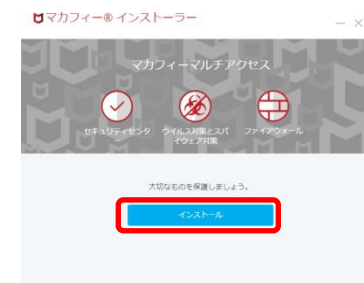 マカフィー® インストーラー
マカフィーマルチアクセス
セキュリティセンタ
ー
ウイルス対策とスパ
イウェア対策
ファイアウォール
大切なものを保護しましょう。
インストール